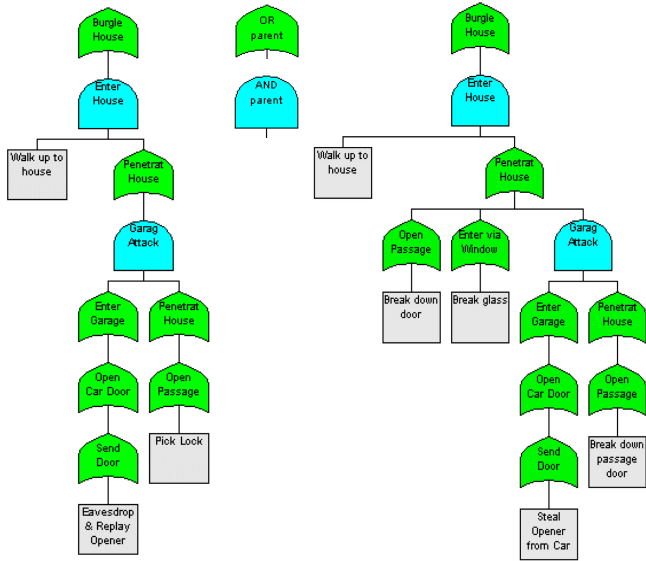 Burgle
House
Enter
House
Walk up to
house
Penetrat
House
Garag
Attack
Enter
Garage
Penetrat
House
Open
Car Door
Open
Passage
Send
Door
Pick Lock
Eavesdrop
& Replay
Opener
OR
parent
AND
parent
Burgle
House
Enter
House
Walk up to
house
Penetrat
House
Open
Passage
Enter via
Window
Garag
Attack
Break down
door
Break glass
Enter
Garage
Penetrat
House
Open
Car Door
Open
Passage
Send
Door
Break down
passage
door
Steal
Opener
from Car